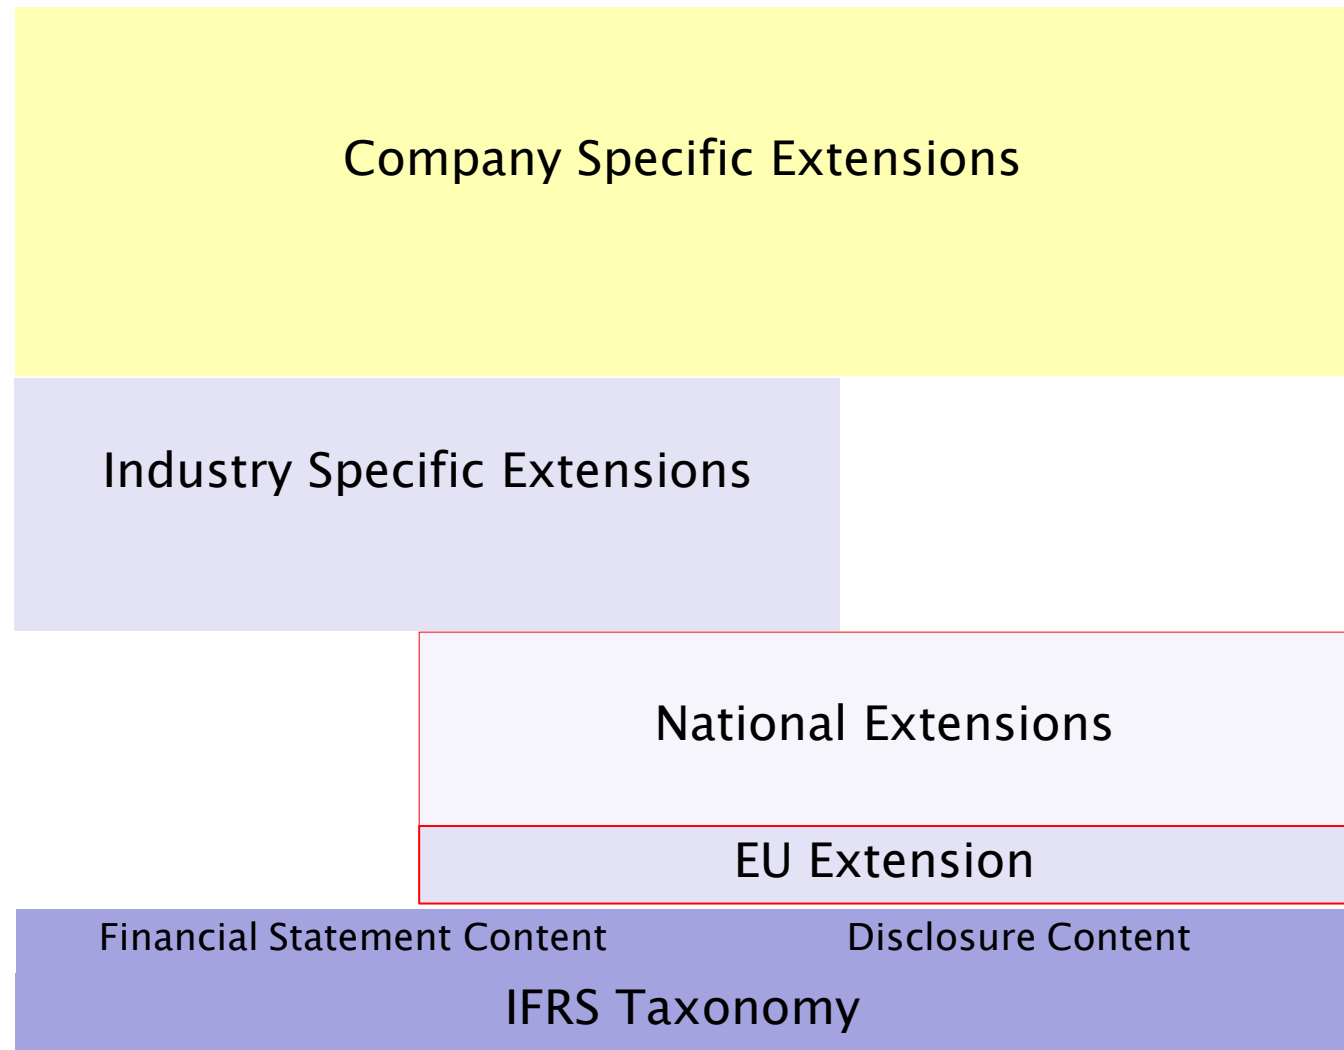 Company Specific Extensions
Industry Specific Extensions
National Extensions
EU Extension
Financial Statement Content
Disclosure Content
IFRS Taxonomy